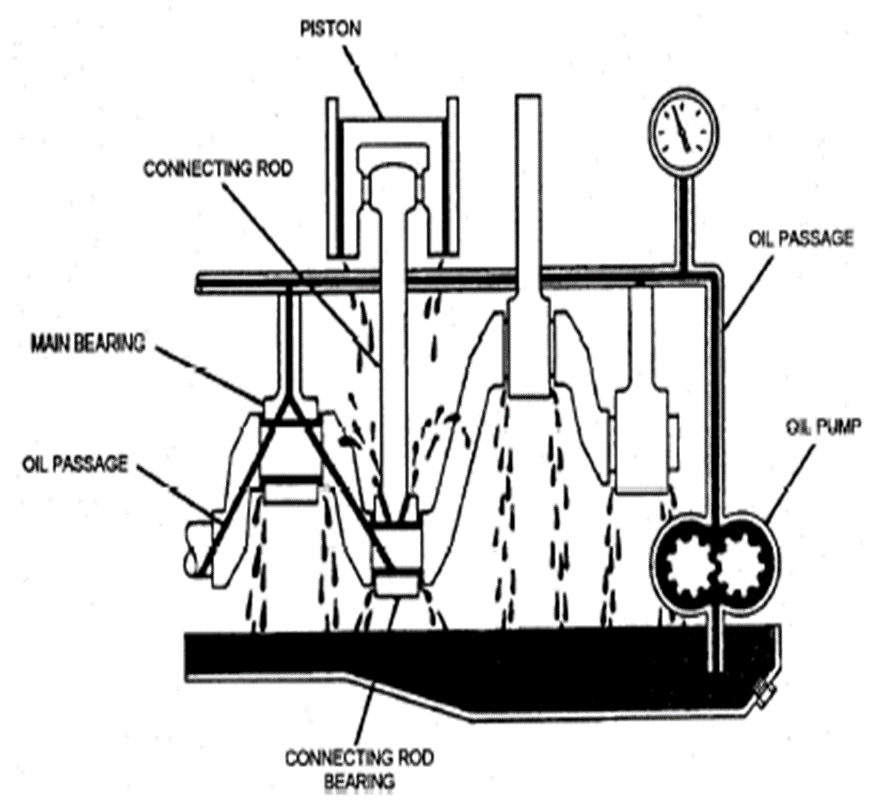 PISTON
CONNECTING ROD
OIL PASSAGE
MAIN BEARING
OIL PUMP
OIL PASSAGE
CONNECTING ROD
BEARING